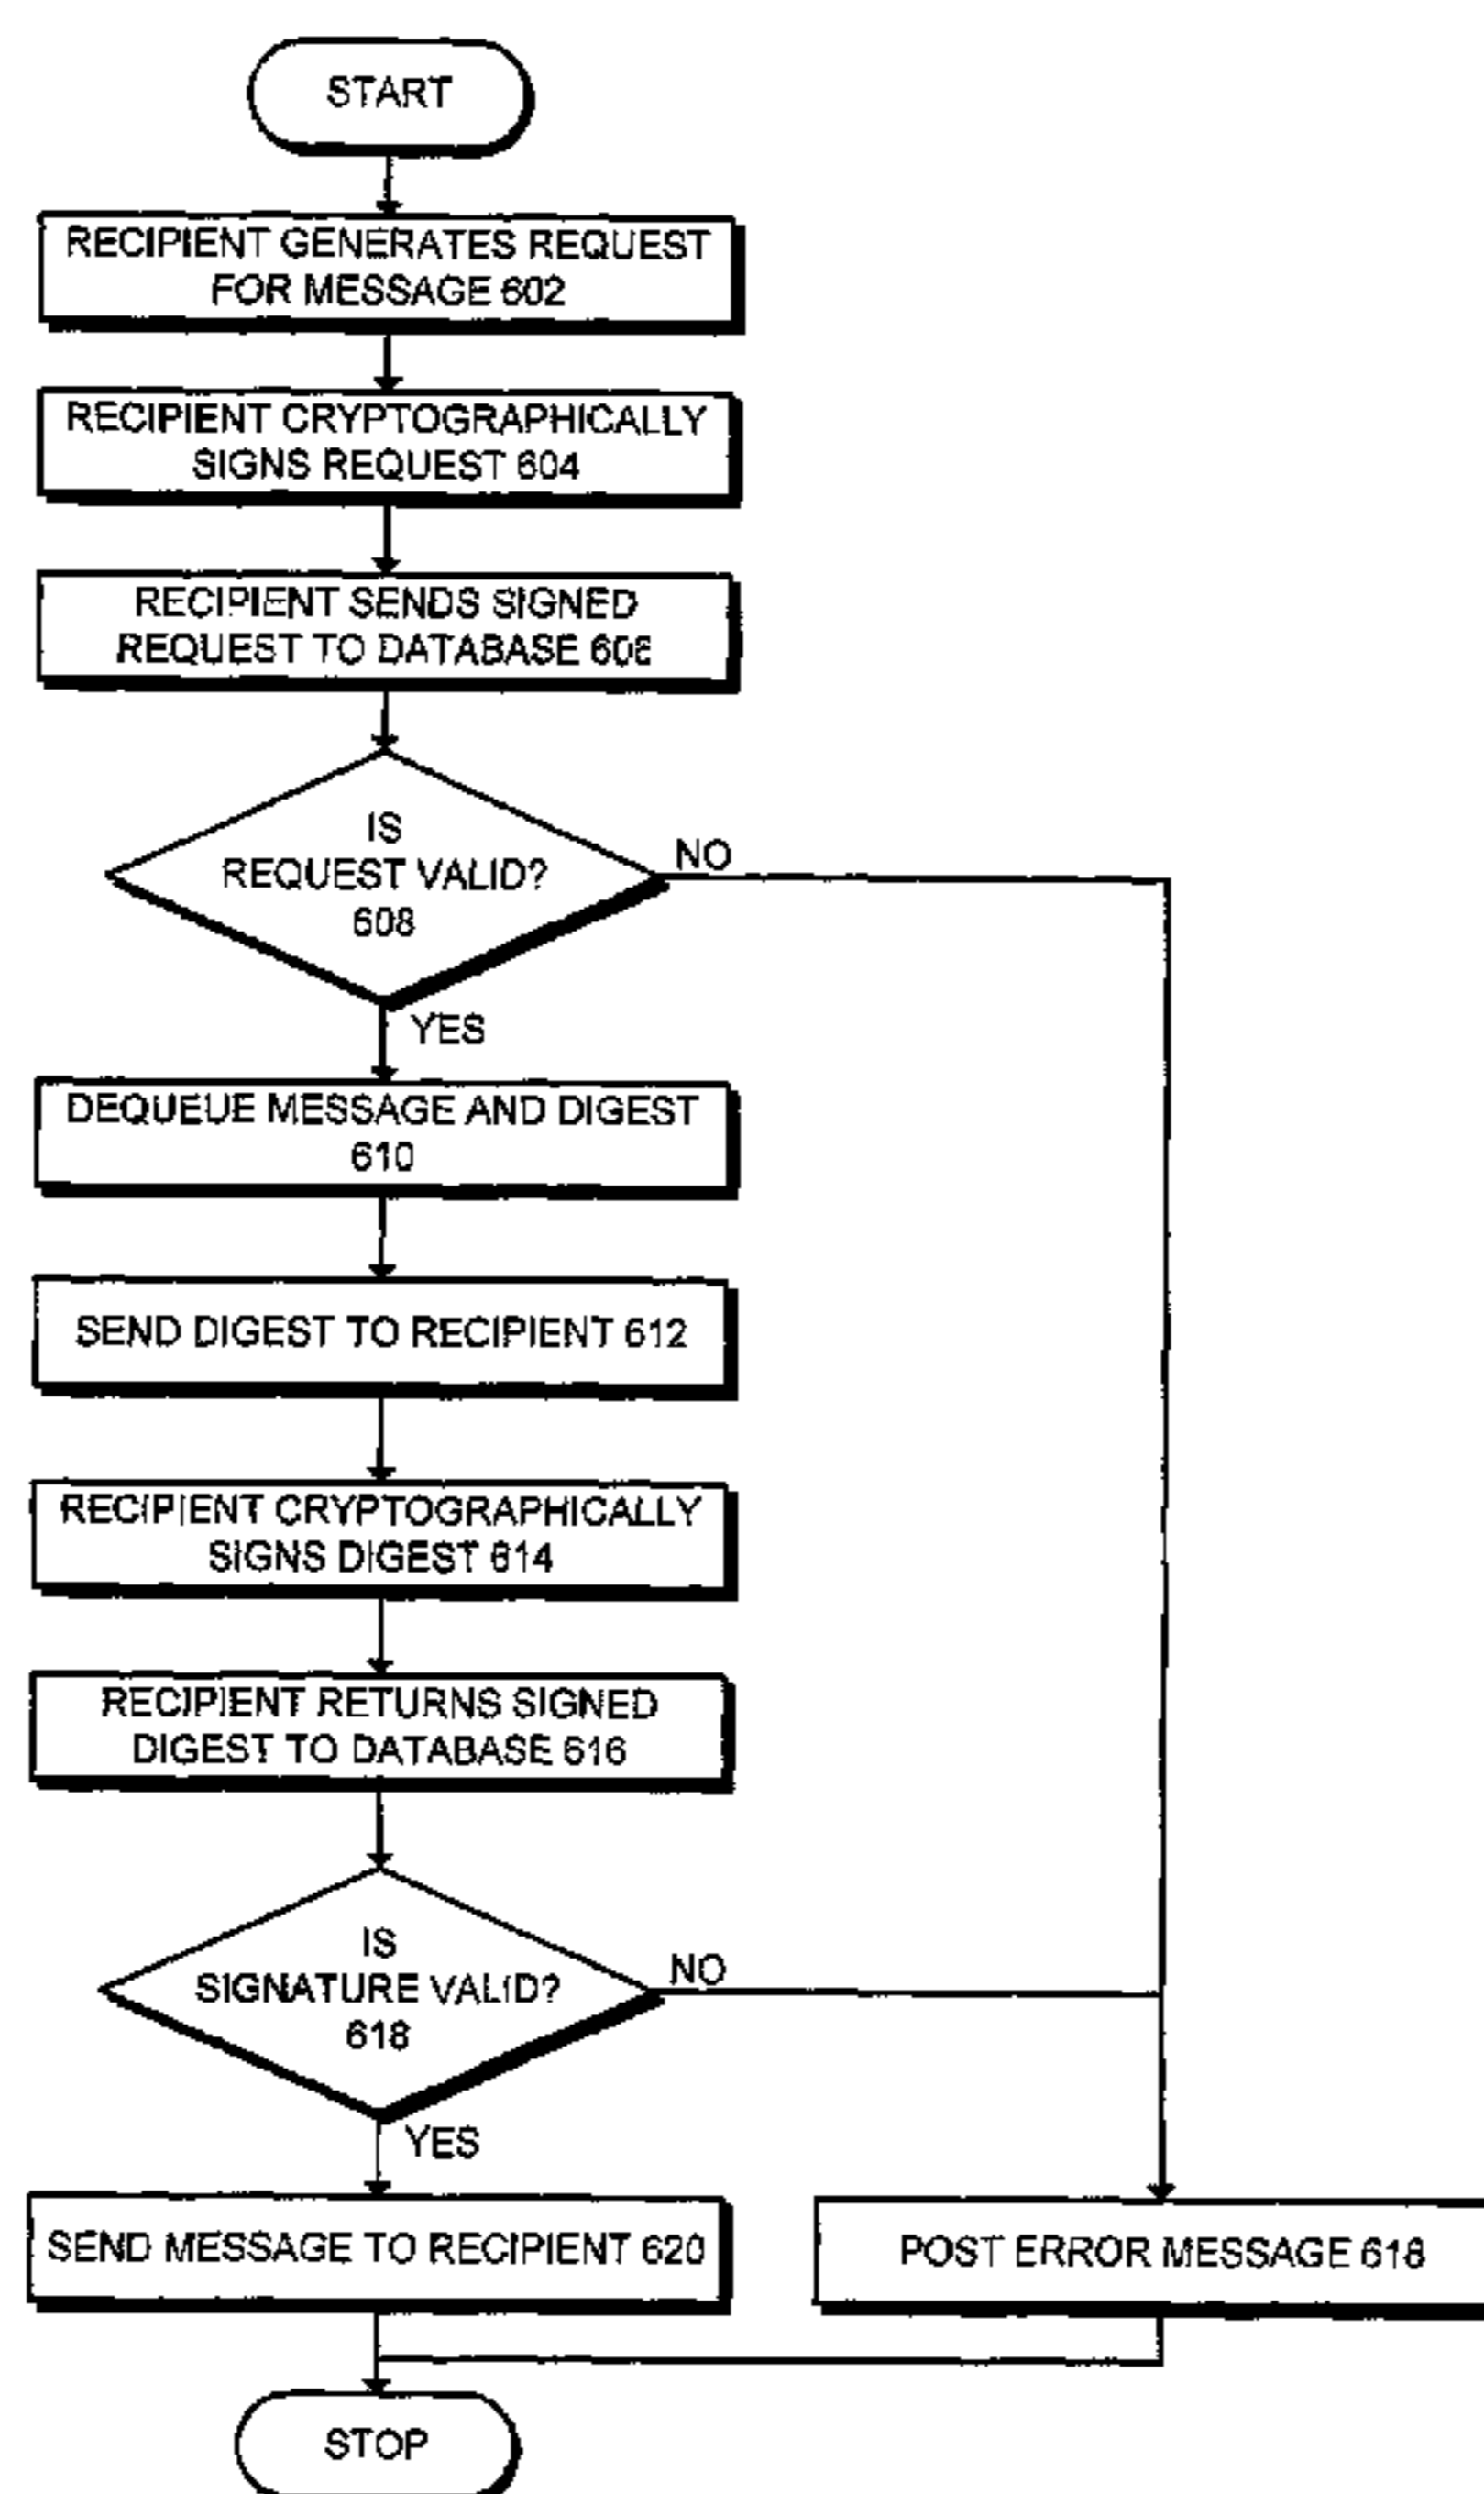 START
RECIPIENT GENERATES REQUEST
FOR MESSAGE 602
RECIPIENT CRYPTOGRAPHICALLY
SIGNS REQUEST 604
RECIPIENT SENDS SIGNED
REQUEST TO DATABASE 606
IS
REQUEST VALID?
608
NO
YES
DEQUEUE MESSAGE AND DIGEST
610
SEND DIGEST TO RECIPIENT 612
RECIPIENT CRYPTOGRAPHICALLY
SIGNS DIGEST 614
RECIPIENT RETURNS SIGNED
DIGEST TO DATABASE 616
IS
SIGNATURE VALID?
618
NO
YES
SEND MESSAGE TO RECIPIENT 620
POST ERROR MESSAGE 618
STOP